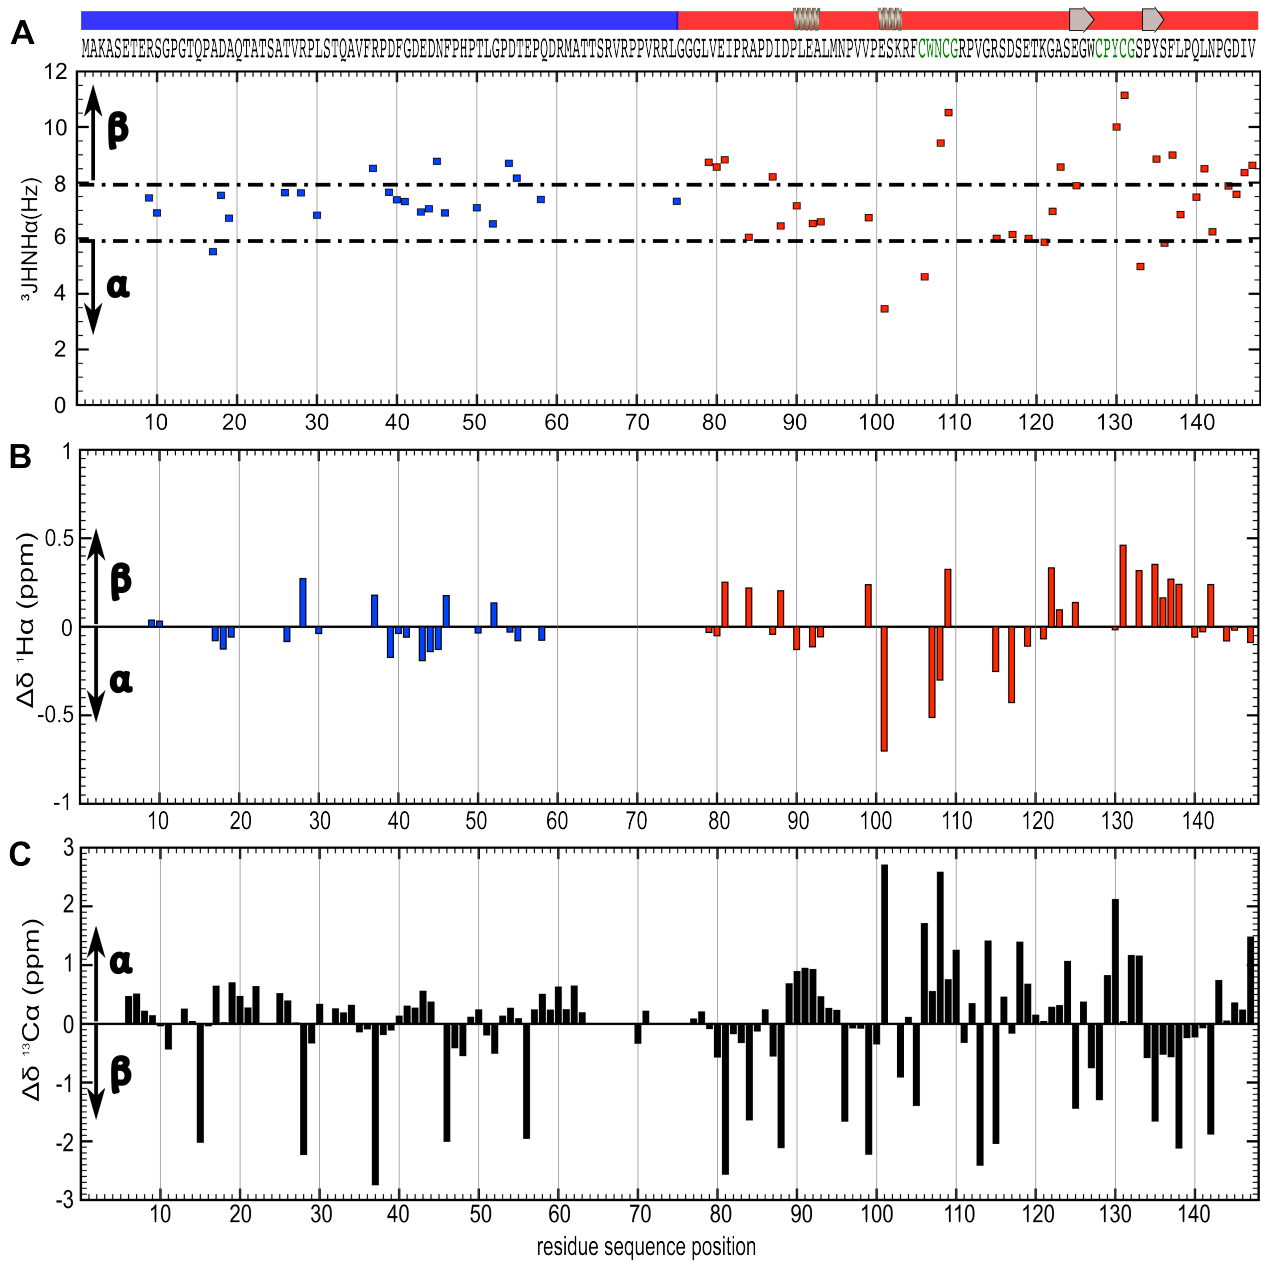 A
MAKASETERSGPGTQPADAQTATSATVRPLSTQAVFRPDFGDEDNFPHPTLGPDTEPQDRMATTSRVRPPVRRLGGGLVEIPRAPDIDPLEALMNPVVPESKRFCWNCGRPVGRSDSETKGASEGWCPYCGSPYSFLPQLNPGDIV
12
10
8
6
4
2
0
β
α
³JHNHα(Hz)
10 20 30 40 50 60 70 80 90 100 110 120 130 140
B
1
0.5
0
-0.5
-1
β
α
Δδ ¹Hα (ppm)
10 20 30 40 50 60 70 80 90 100 110 120 130 140
C
3
2
1
0
-1
-2
-3
α
β
Δδ ¹³Cα (ppm)
10 20 30 40 50 60 70 80 90 100 110 120 130 140
residue sequence position